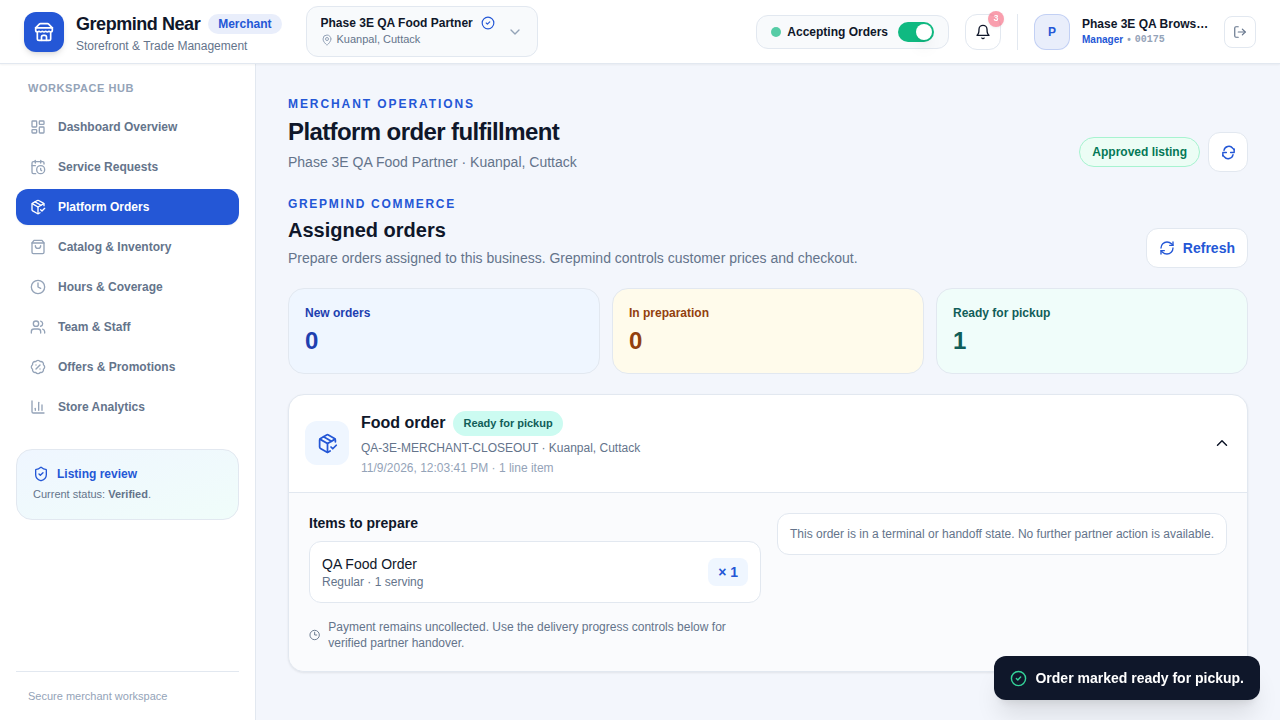 Grepmind Near Merchant
Storefront & Trade Management
Phase 3E QA Food Partner
Kuanpal, Cuttack
Accepting Orders
3
P
Phase 3E QA Brows…
Manager • 00175
WORKSPACE HUB
Dashboard Overview
Service Requests
Platform Orders
Catalog & Inventory
Hours & Coverage
Team & Staff
Offers & Promotions
Store Analytics
Listing review
Current status: Verified.
Secure merchant workspace
MERCHANT OPERATIONS
Platform order fulfillment
Phase 3E QA Food Partner · Kuanpal, Cuttack
Approved listing
GREPMIND COMMERCE
Assigned orders
Prepare orders assigned to this business. Grepmind controls customer prices and checkout.
Refresh
New orders
0
In preparation
0
Ready for pickup
1
Food order Ready for pickup
QA-3E-MERCHANT-CLOSEOUT · Kuanpal, Cuttack
11/9/2026, 12:03:41 PM · 1 line item
Items to prepare
QA Food Order
Regular · 1 serving
× 1
Payment remains uncollected. Use the delivery progress controls below for
verified partner handover.
This order is in a terminal or handoff state. No further partner action is available.
Order marked ready for pickup.